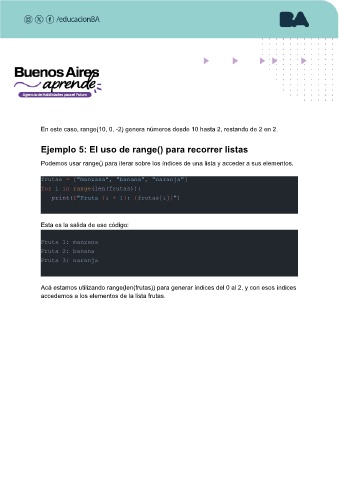 /educacionBA
BA
Buenos Aires
aprende
Agencia de Habilidades para el Futuro
En este caso, range(10, 0, -2) genera números desde 10 hasta 2, restando de 2 en 2.
Ejemplo 5: El uso de range() para recorrer listas
Podemos usar range() para iterar sobre los índices de una lista y acceder a sus elementos.
frutas = ["manzana", "banana", "naranja"]
for i in range(len(frutas)):
print(f"Fruta {i + 1}: {frutas[i]}")
Esta es la salida de ese código:
Fruta 1: manzana
Fruta 2: banana
Fruta 3: naranja
Acá estamos utilizando range(len(frutas)) para generar índices del 0 al 2, y con esos índices
accedemos a los elementos de la lista frutas.